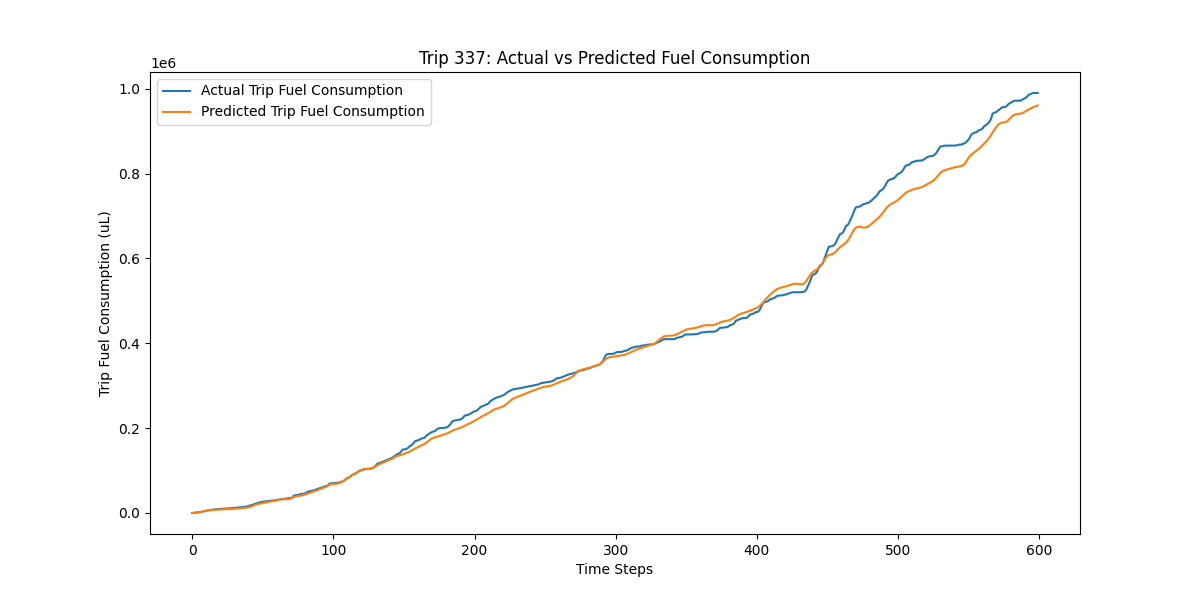 Trip 337: Actual vs Predicted Fuel Consumption
1e6
Actual Trip Fuel Consumption
Predicted Trip Fuel Consumption
1.0
0.8
0.6
0.4
0.2
0.0
Trip Fuel Consumption (uL)
0 100 200 300 400 500 600
Time Steps